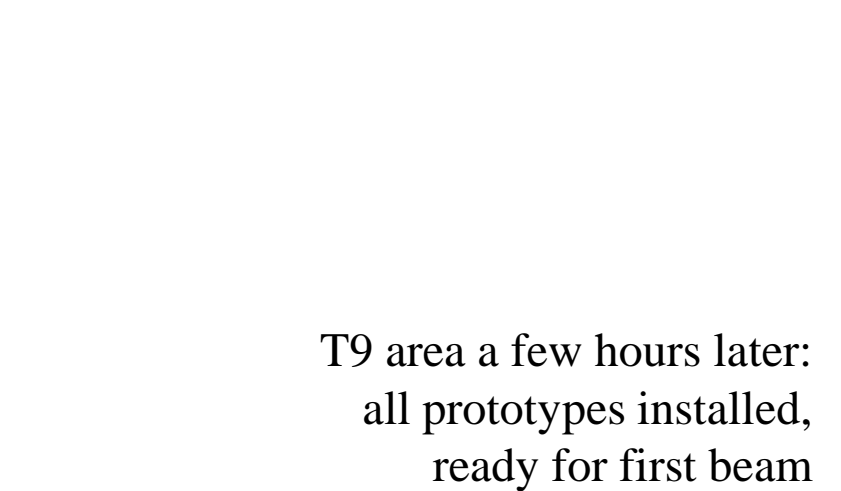 T9 area a few hours later:
all prototypes installed,
ready for first beam